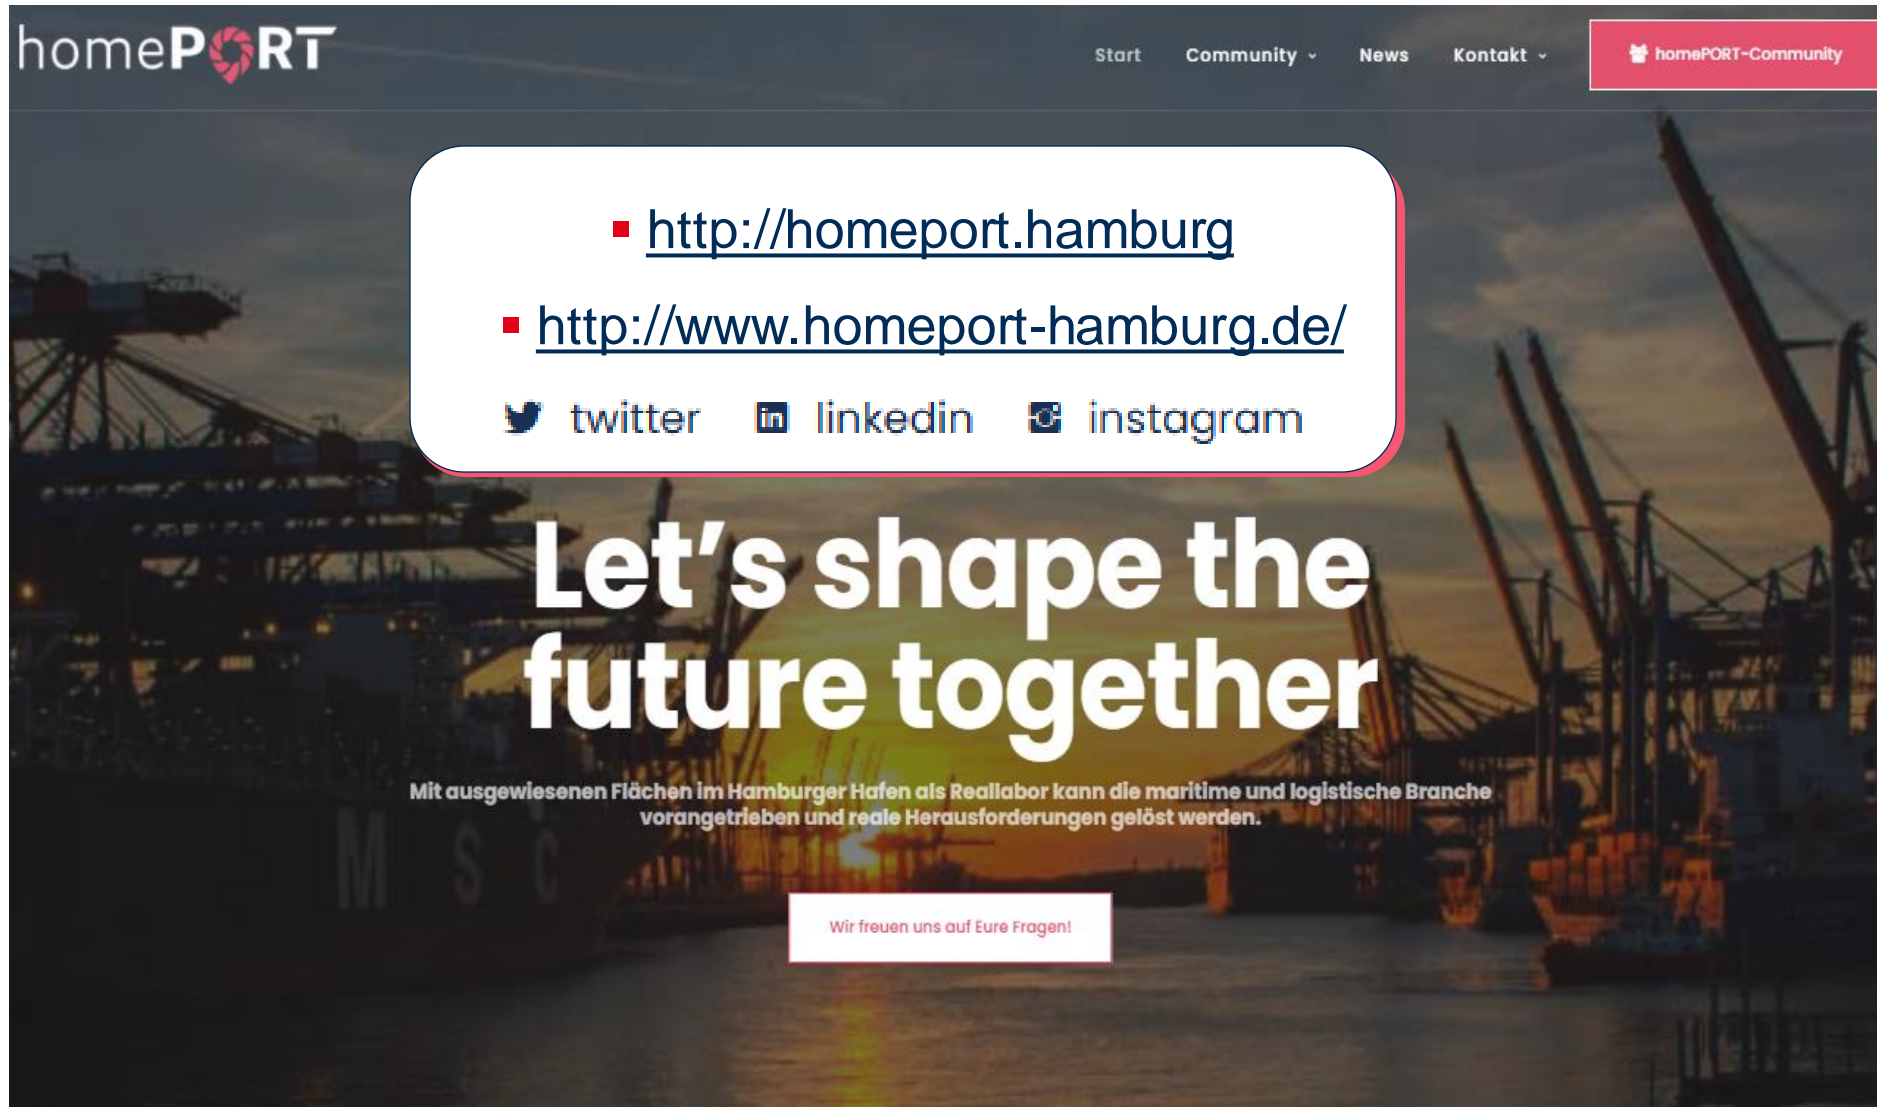 homePORT
Start Community News Kontakt homePORT-Community
http://homeport.hamburg
http://www.homeport-hamburg.de/
twitter linkedin instagram
Let's shape the
future together
Mit ausgewiesenen Flächen im Hamburger Hafen als Reallabor kann die maritime und logistische Branche
vorangetrieben und reale Herausforderungen gelöst werden.
MSC
Wir freuen uns auf Eure Fragen!